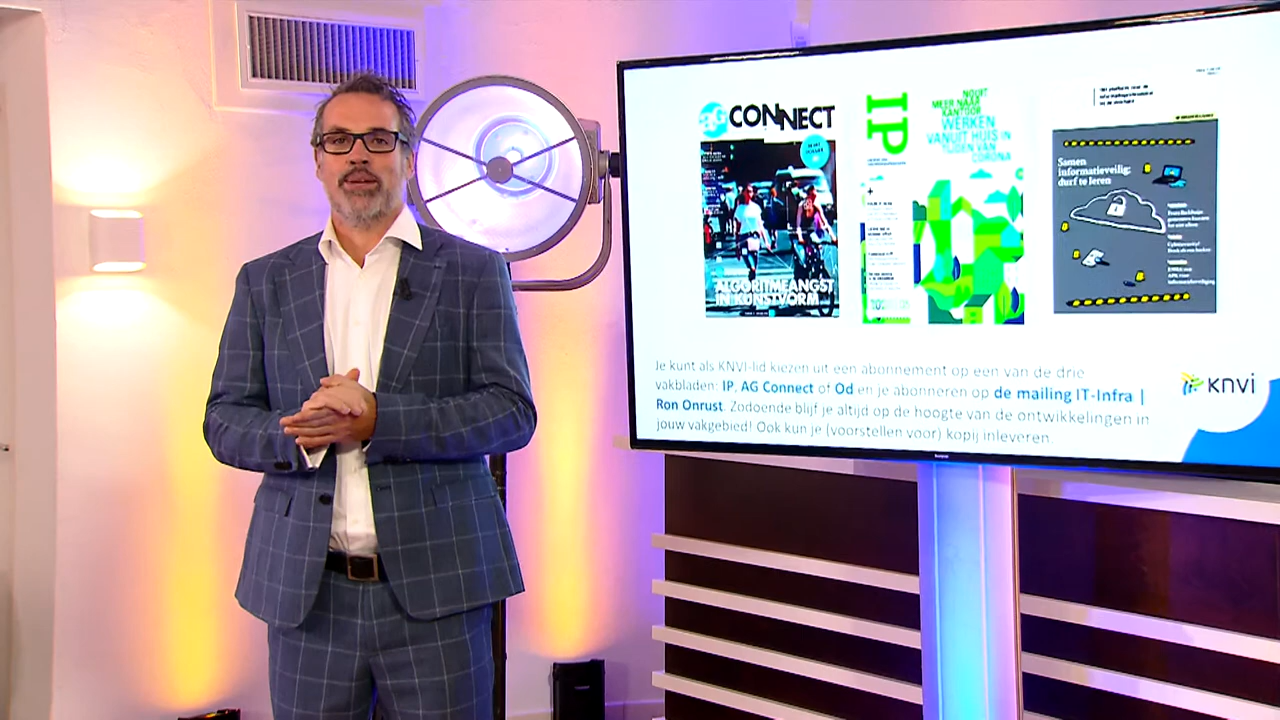 AG CONNECT
ALGORITMEANGST
IN KUNSTVORM
IP
NOOIT
MEER NAAR
KANTOOR
WERKEN
VANUIT HUIS IN
TIJDEN VAN
CORONA
Samen
informatieveilig:
durf te leren
Je kunt als KNVI-lid kiezen uit een abonnement op een van de drie
vakbladen: IP, AG Connect of Od en je abonneren op de mailing IT-Infra |
Ron Onrust. Zodoende blijf je altijd op de hoogte van de ontwikkelingen in
jouw vakgebied! Ook kun je (voorstellen voor) kopij inleveren.
KNVI